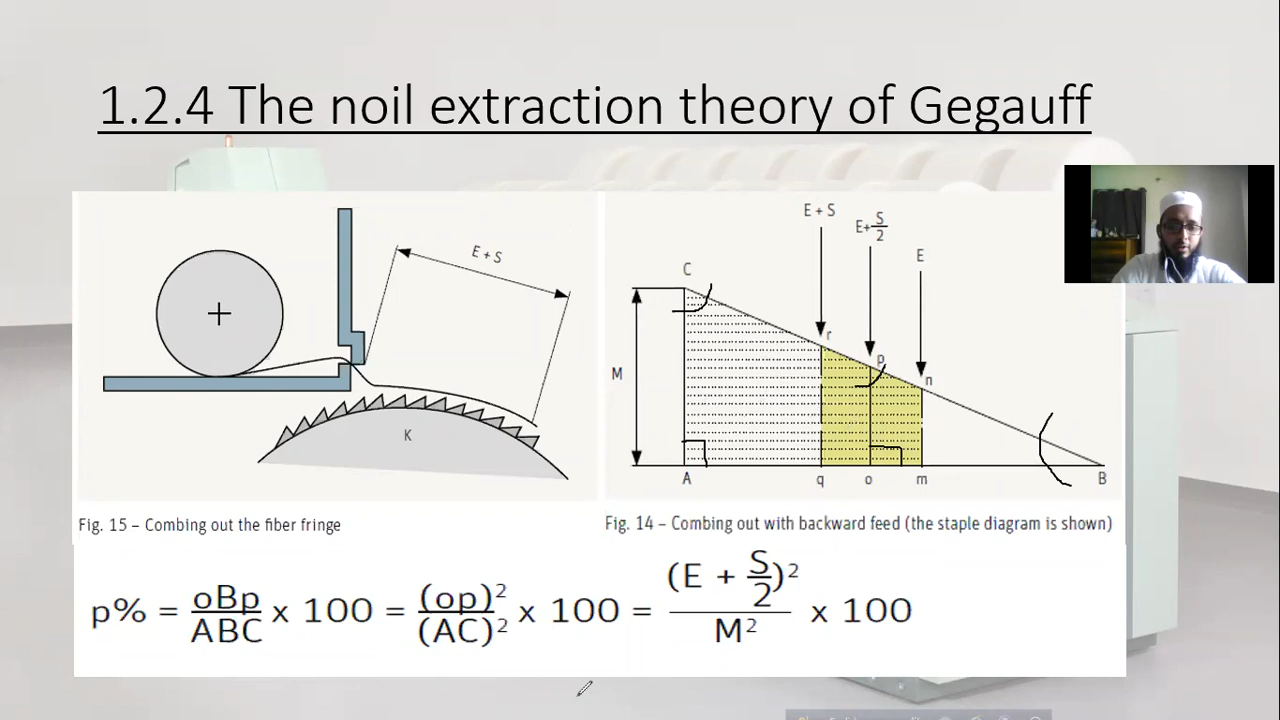 1.2.4 The noil extraction theory of Gegauff
E + S
K
Fig. 15 – Combing out the fiber fringe
E + S
E+S/2
E
C
r
p
n
M
A
q
o
m
B
Fig. 14 – Combing out with backward feed (the staple diagram is shown)
p% = oBp/ABC x 100 = (op)²/(AC)² x 100 = (E + S/2)²/M² x 100